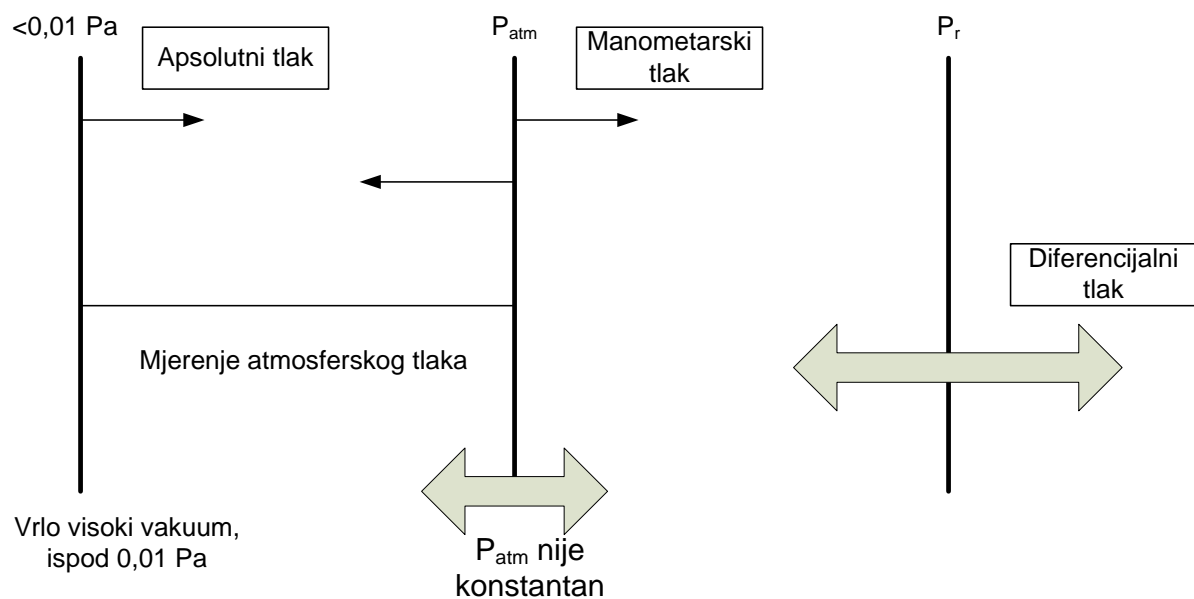 <0,01 Pa
Apsolutni tlak
Patm
Manometarski
tlak
Pr
Diferencijalni
tlak
Mjerenje atmosferskog tlaka
Vrlo visoki vakuum,
ispod 0,01 Pa
Patm nije
konstantan